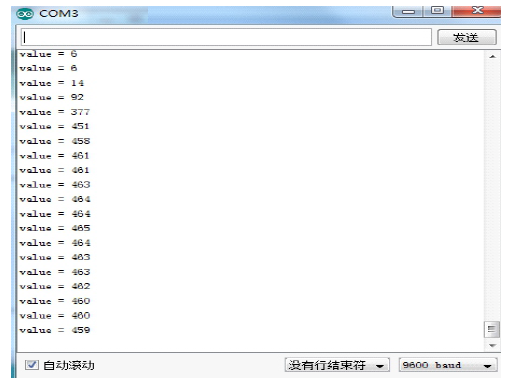 COM3
发送
value = 6
value = 6
value = 14
value = 92
value = 377
value = 451
value = 458
value = 461
value = 461
value = 463
value = 464
value = 464
value = 465
value = 464
value = 463
value = 463
value = 462
value = 460
value = 460
value = 459
自动滚动 没有行结束符 9600 baud